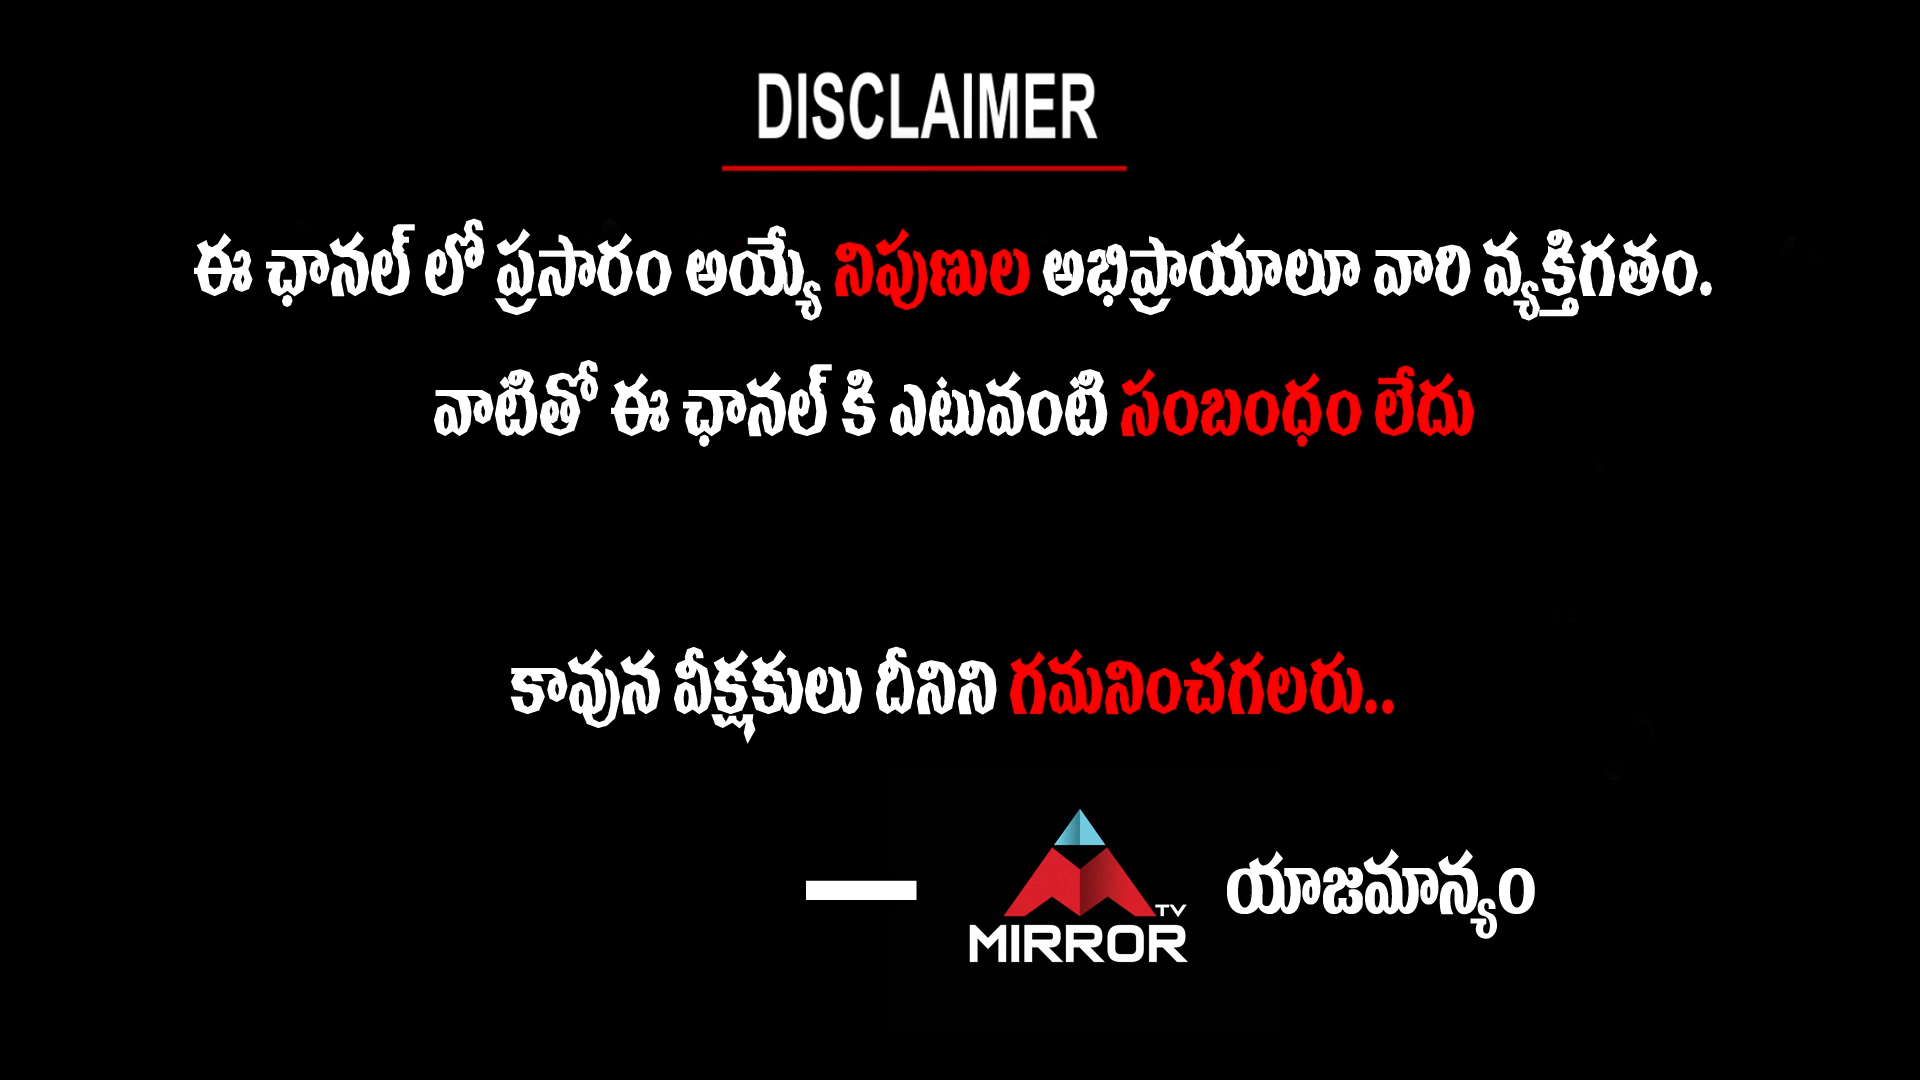 DISCLAIMER
ఈ ఛానల్ లో ప్రసారం అయ్యే నిపుణుల అభిప్రాయాలూ వారి వ్యక్తిగతం.
వాటితో ఈ ఛానల్ కి ఎటువంటి సంబంధం లేదు
కావున వీక్షకులు దీనిని గమనించగలరు..
— MIRROR TV యాజమాన్యం